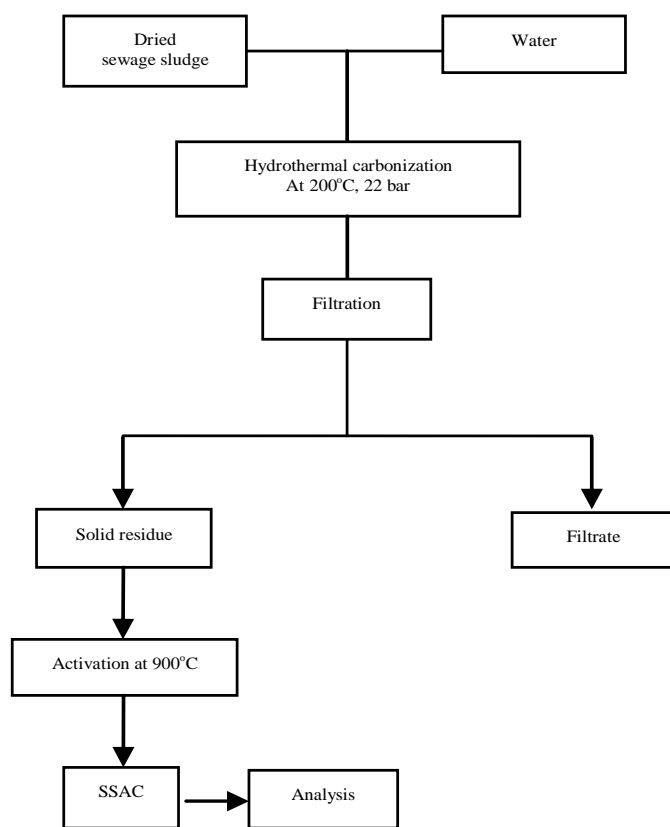 Dried
sewage sludge
Water
Hydrothermal carbonization
At 200°C, 22 bar
Filtration
Solid residue
Filtrate
Activation at 900°C
SSAC
Analysis